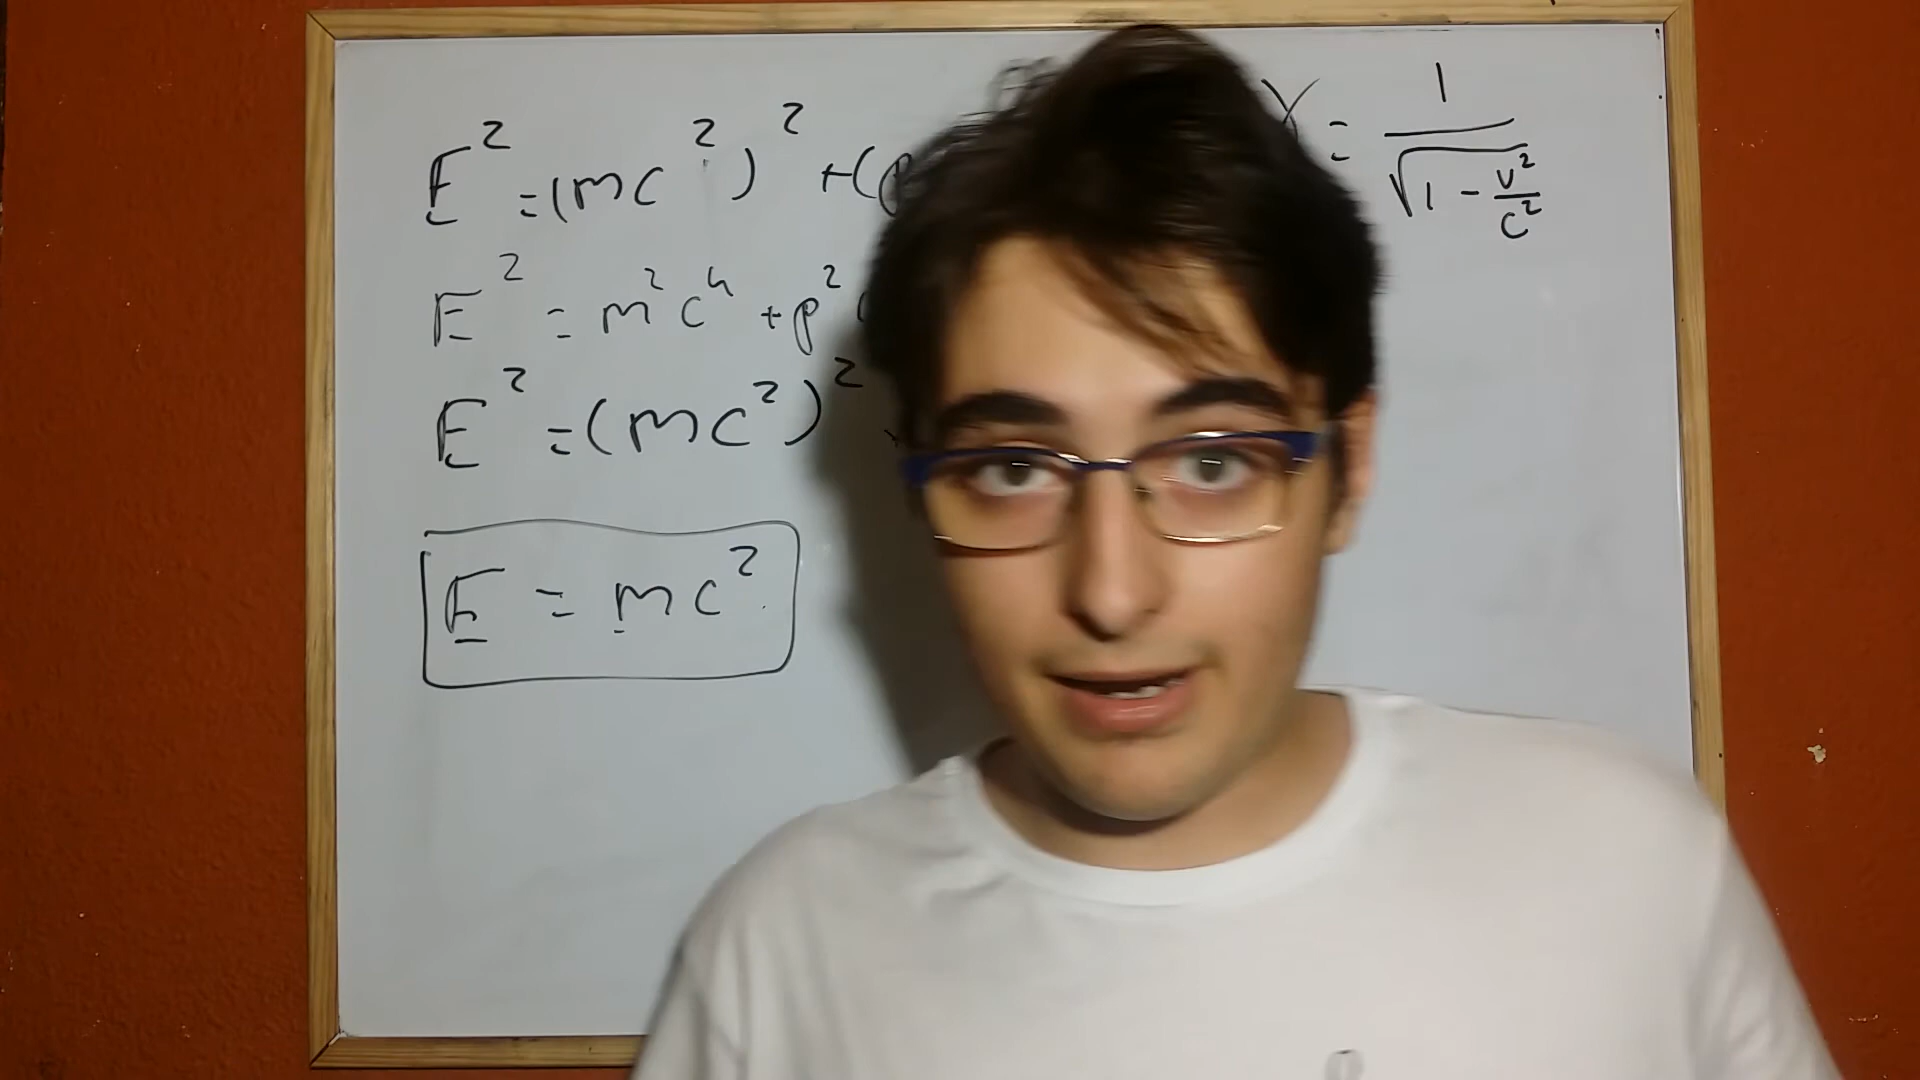 E² = (mc²)² + (p
γ = 1/√(1 - v²/c²)
E² = m²c⁴ + p²
E² = (mc²)²
E = mc²